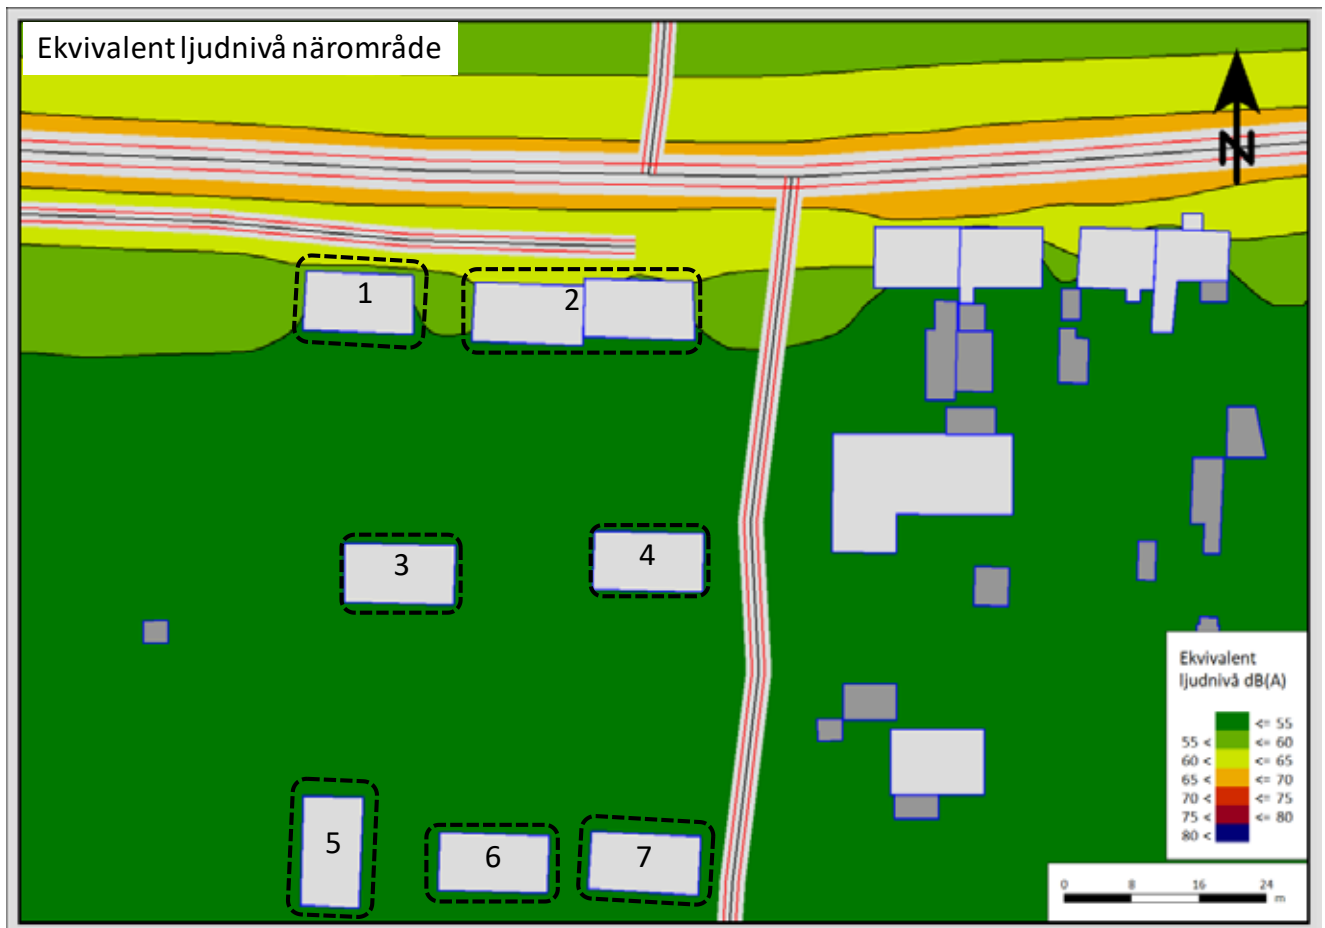 Ekvivalent ljudnivå närområde
N
1
2
3
4
5
6
7
Ekvivalent
ljudnivå dB(A)
<= 55
55 < <= 60
60 < <= 65
65 < <= 70
70 < <= 75
75 < <= 80
80 <
0 8 16 24
m